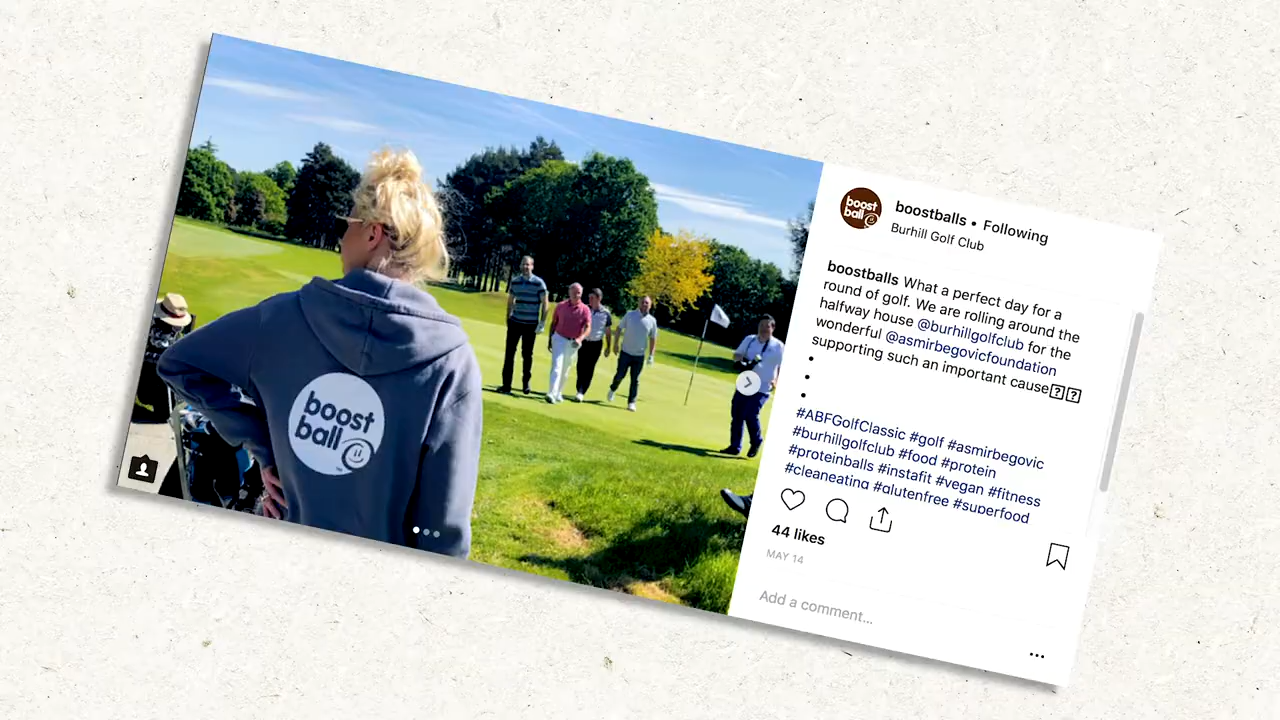 boost
ball
boost
ball
boostballs • Following
Burhill Golf Club
boostballs What a perfect day for a
round of golf. We are rolling around the
halfway house @burhillgolfclub for the
wonderful @asmirbegovicfoundation
supporting such an important cause
•
•
•
#ABFGolfClassic #golf #asmirbegovic
#burhillgolfclub #food #protein
#proteinballs #instafit #vegan #fitness
#cleaneating #glutenfree #superfood
44 likes
MAY 14
Add a comment...